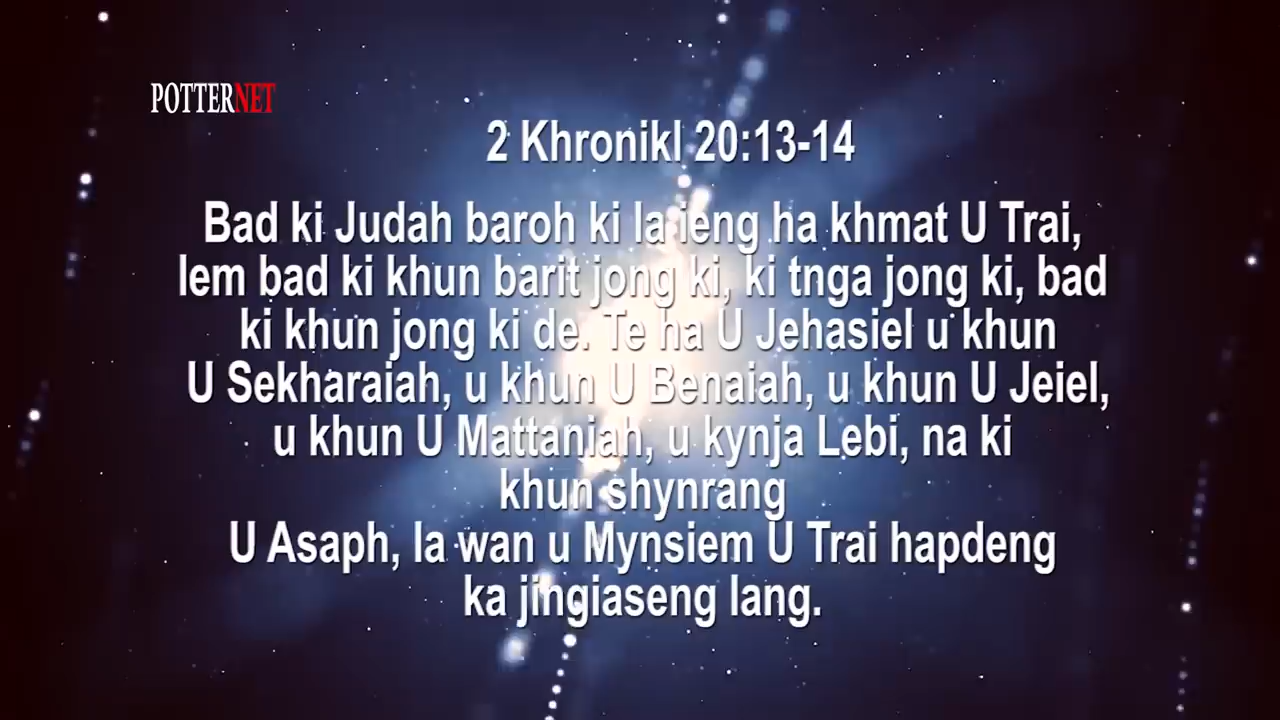 POTTERNET
2 Khronikl 20:13-14
Bad ki Judah baroh ki la ieng ha khmat U Trai,
lem bad ki khun barit jong ki, ki tnga jong ki, bad
ki khun jong ki de. Te ha U Jehasiel u khun
U Sekharaiah, u khun U Benaiah, u khun U Jeiel,
u khun U Mattaniah, u kynja Lebi, na ki
khun shynrang
U Asaph, la wan u Mynsiem U Trai hapdeng
ka jingiaseng lang.